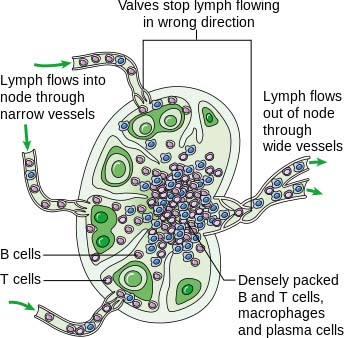 Valves stop lymph flowing
in wrong direction
Lymph flows into
node through
narrow vessels
Lymph flows
out of node
through
wide vessels
B cells
T cells
Densely packed
B and T cells,
macrophages
and plasma cells